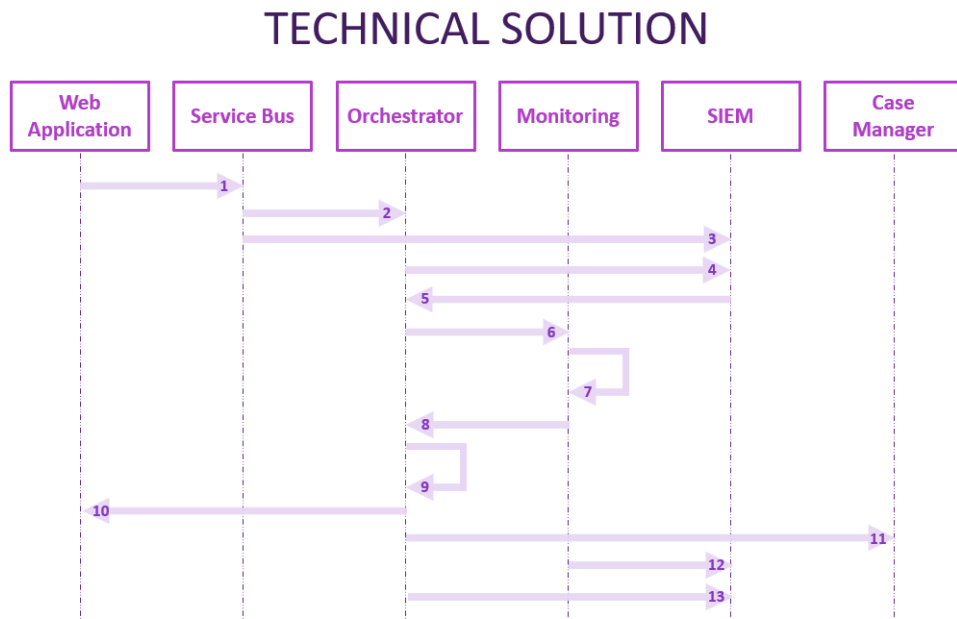 TECHNICAL SOLUTION
Web
Application
Service Bus
Orchestrator
Monitoring
SIEM
Case
Manager
1
2
3
4
5
6
7
8
9
10
11
12
13